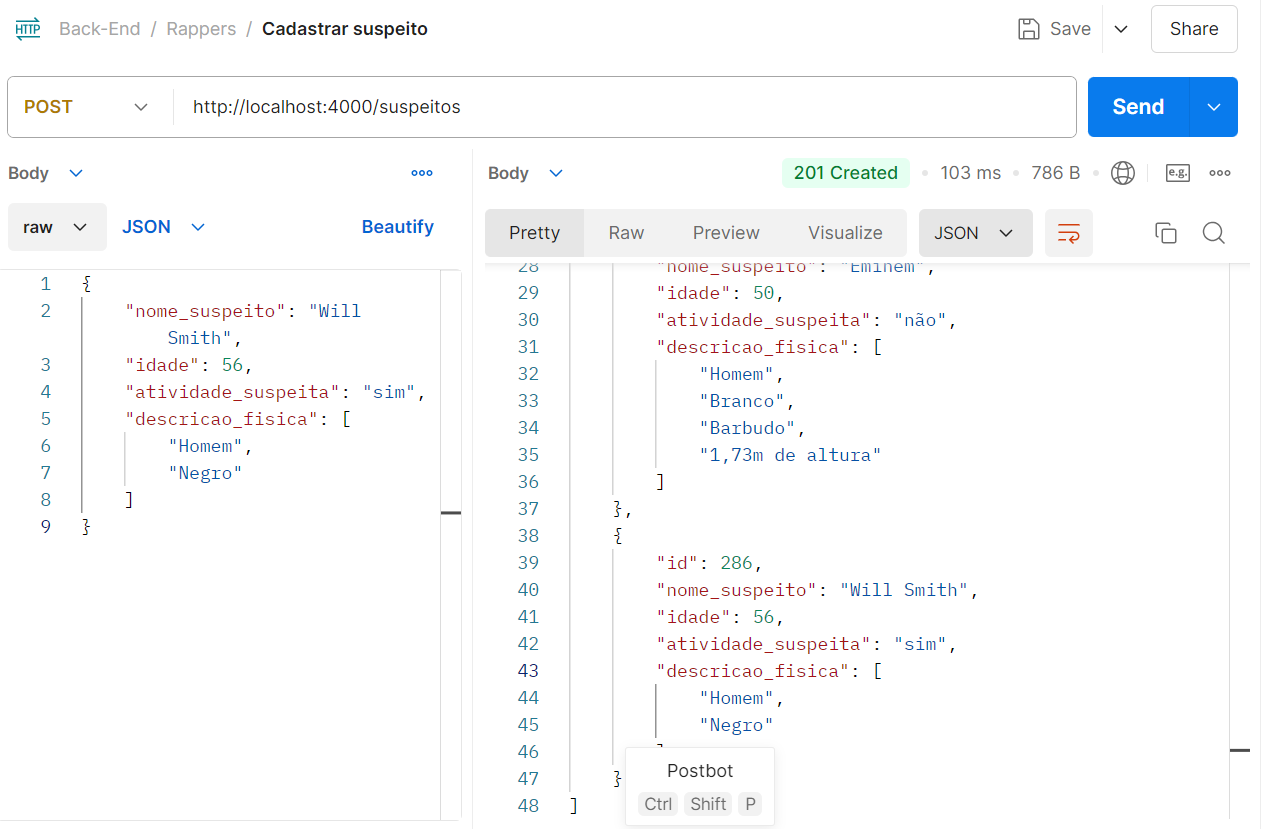 HTTP Back-End / Rappers / Cadastrar suspeito Save Share
POST http://localhost:4000/suspeitos Send
Body
raw JSON Beautify
1 {
2 "nome_suspeito": "Will
Smith",
3 "idade": 56,
4 "atividade_suspeita": "sim",
5 "descricao_fisica": [
6 "Homem",
7 "Negro"
8 ]
9 }
Body 201 Created 103 ms 786 B e.g.
Pretty Raw Preview Visualize JSON
28 "nome_suspeito": "Eminem",
29 "idade": 50,
30 "atividade_suspeita": "não",
31 "descricao_fisica": [
32 "Homem",
33 "Branco",
34 "Barbudo",
35 "1,73m de altura"
36 ]
37 },
38 {
39 "id": 286,
40 "nome_suspeito": "Will Smith",
41 "idade": 56,
42 "atividade_suspeita": "sim",
43 "descricao_fisica": [
44 "Homem",
45 "Negro"
46 ]
47 }
48 ]
Postbot
Ctrl Shift P